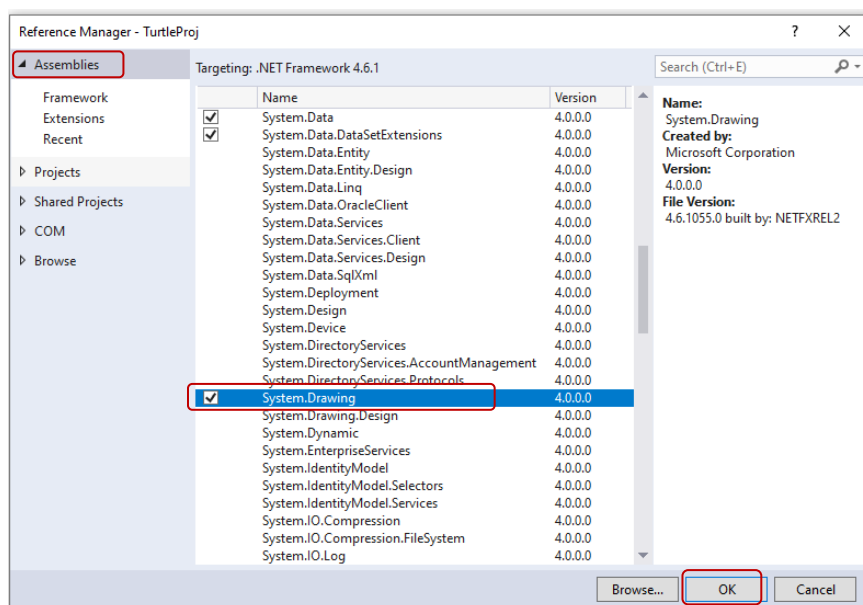 Reference Manager - TurtleProj
? ×
Assemblies
Framework
Extensions
Recent
Projects
Shared Projects
COM
Browse
Targeting: .NET Framework 4.6.1
Search (Ctrl+E)
Name Version
System.Data 4.0.0.0
System.Data.DataSetExtensions 4.0.0.0
System.Data.Entity 4.0.0.0
System.Data.Entity.Design 4.0.0.0
System.Data.Linq 4.0.0.0
System.Data.OracleClient 4.0.0.0
System.Data.Services 4.0.0.0
System.Data.Services.Client 4.0.0.0
System.Data.Services.Design 4.0.0.0
System.Data.SqlXml 4.0.0.0
System.Deployment 4.0.0.0
System.Design 4.0.0.0
System.Device 4.0.0.0
System.DirectoryServices 4.0.0.0
System.DirectoryServices.AccountManagement 4.0.0.0
System.DirectoryServices.Protocols 4.0.0.0
System.Drawing 4.0.0.0
System.Drawing.Design 4.0.0.0
System.Dynamic 4.0.0.0
System.EnterpriseServices 4.0.0.0
System.IdentityModel 4.0.0.0
System.IdentityModel.Selectors 4.0.0.0
System.IdentityModel.Services 4.0.0.0
System.IO.Compression 4.0.0.0
System.IO.Compression.FileSystem 4.0.0.0
System.IO.Log 4.0.0.0
Name:
System.Drawing
Created by:
Microsoft Corporation
Version:
4.0.0.0
File Version:
4.6.1055.0 built by: NETFXREL2
Browse... OK Cancel